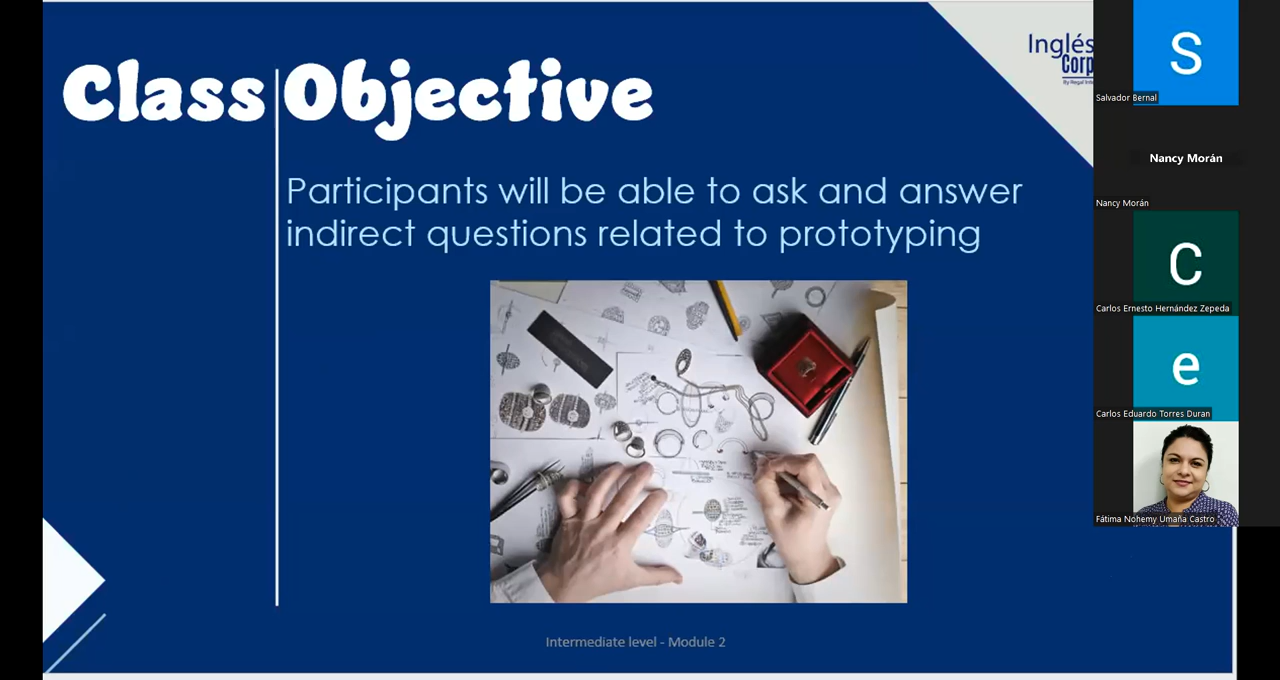 Class Objective
Inglés
Corp
Participants will be able to ask and answer
indirect questions related to prototyping
Intermediate level - Module 2
S
Salvador Bernal
Nancy Morán
Nancy Morán
C
Carlos Ernesto Hernández Zepeda
e
Carlos Eduardo Torres Duran
Fátima Nohemy Umaña Castro